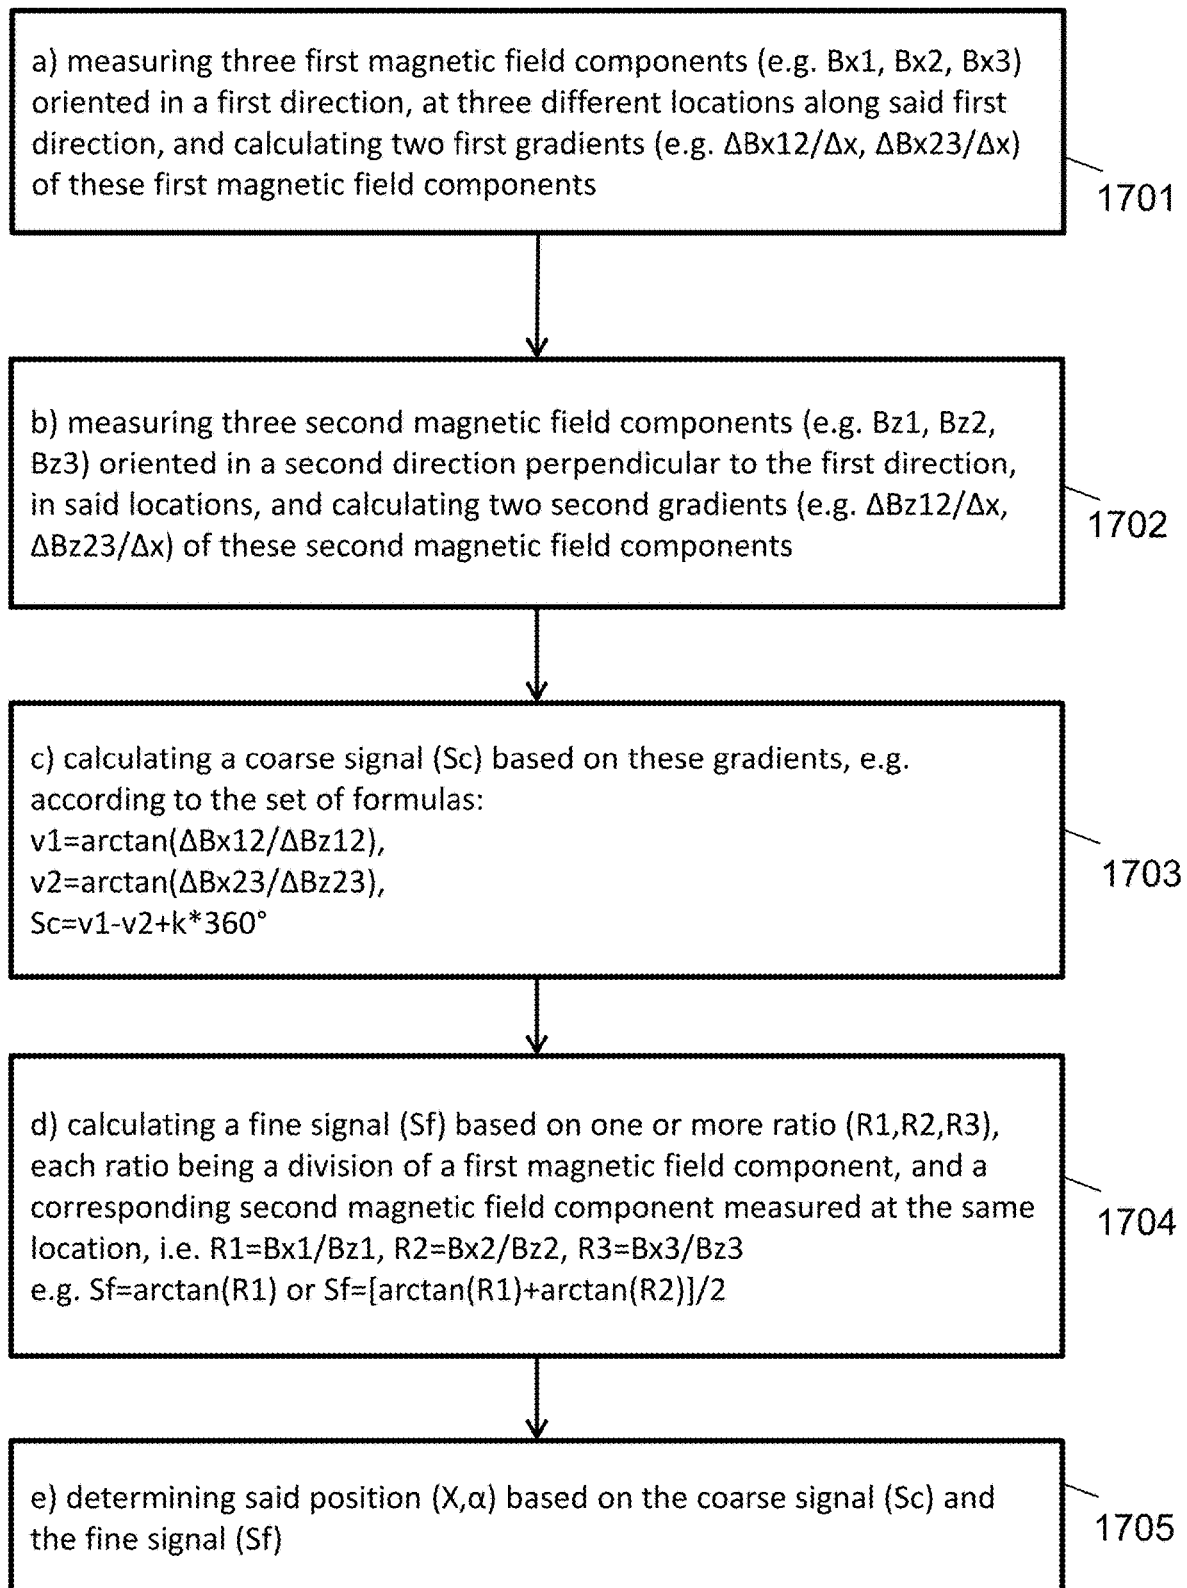 a) measuring three first magnetic field components (e.g. Bx1, Bx2, Bx3)
oriented in a first direction, at three different locations along said first
direction, and calculating two first gradients (e.g. ΔBx12/Δx, ΔBx23/Δx)
of these first magnetic field components
1701
b) measuring three second magnetic field components (e.g. Bz1, Bz2,
Bz3) oriented in a second direction perpendicular to the first direction,
in said locations, and calculating two second gradients (e.g. ΔBz12/Δx,
ΔBz23/Δx) of these second magnetic field components
1702
c) calculating a coarse signal (Sc) based on these gradients, e.g.
according to the set of formulas:
v1=arctan(ΔBx12/ΔBz12),
v2=arctan(ΔBx23/ΔBz23),
Sc=v1-v2+k*360°
1703
d) calculating a fine signal (Sf) based on one or more ratio (R1,R2,R3),
each ratio being a division of a first magnetic field component, and a
corresponding second magnetic field component measured at the same
location, i.e. R1=Bx1/Bz1, R2=Bx2/Bz2, R3=Bx3/Bz3
e.g. Sf=arctan(R1) or Sf=[arctan(R1)+arctan(R2)]/2
1704
e) determining said position (X,α) based on the coarse signal (Sc) and
the fine signal (Sf)
1705